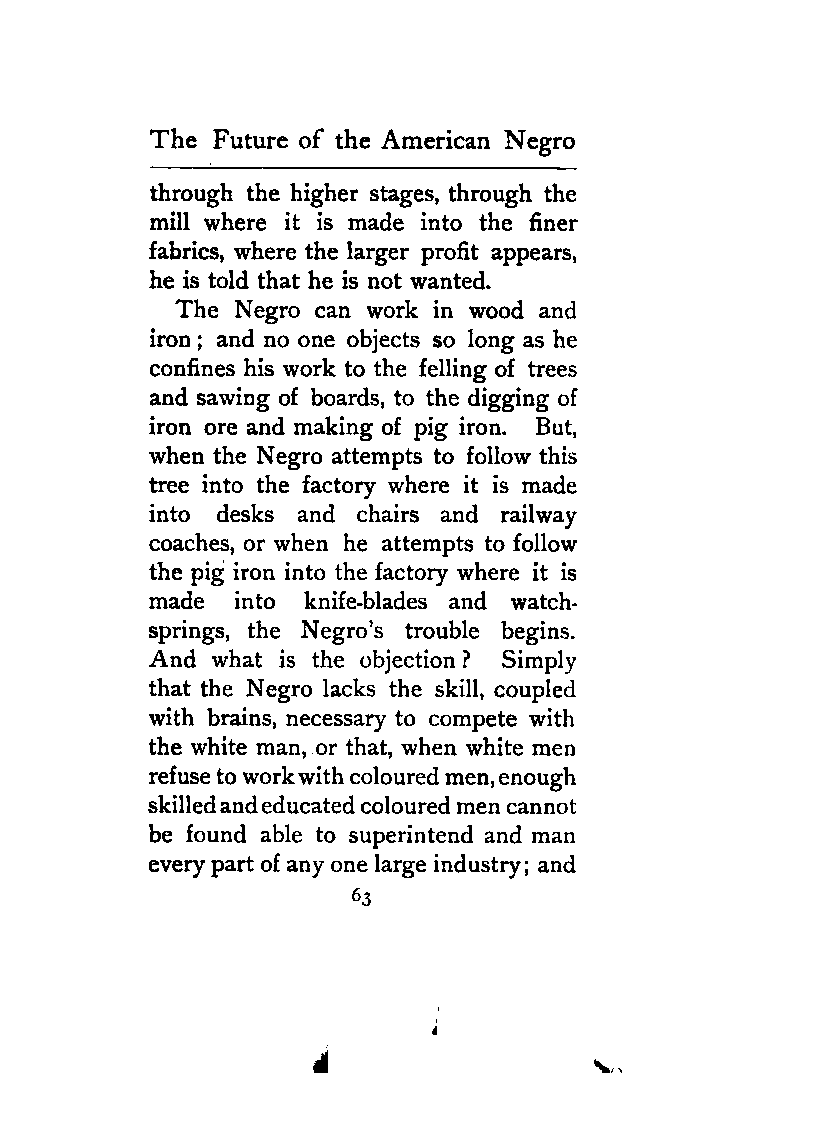 The Future of the American Negro
through the higher stages, through the
mill where it is made into the finer
fabrics, where the larger profit appears,
he is told that he is not wanted.
The Negro can work in wood and
iron; and no one objects so long as he
confines his work to the felling of trees
and sawing of boards, to the digging of
iron ore and making of pig iron. But,
when the Negro attempts to follow this
tree into the factory where it is made
into desks and chairs and railway
coaches, or when he attempts to follow
the pig iron into the factory where it is
made into knife-blades and watch-
springs, the Negro's trouble begins.
And what is the objection? Simply
that the Negro lacks the skill, coupled
with brains, necessary to compete with
the white man, or that, when white men
refuse to work with coloured men, enough
skilled and educated coloured men cannot
be found able to superintend and man
every part of any one large industry; and
63